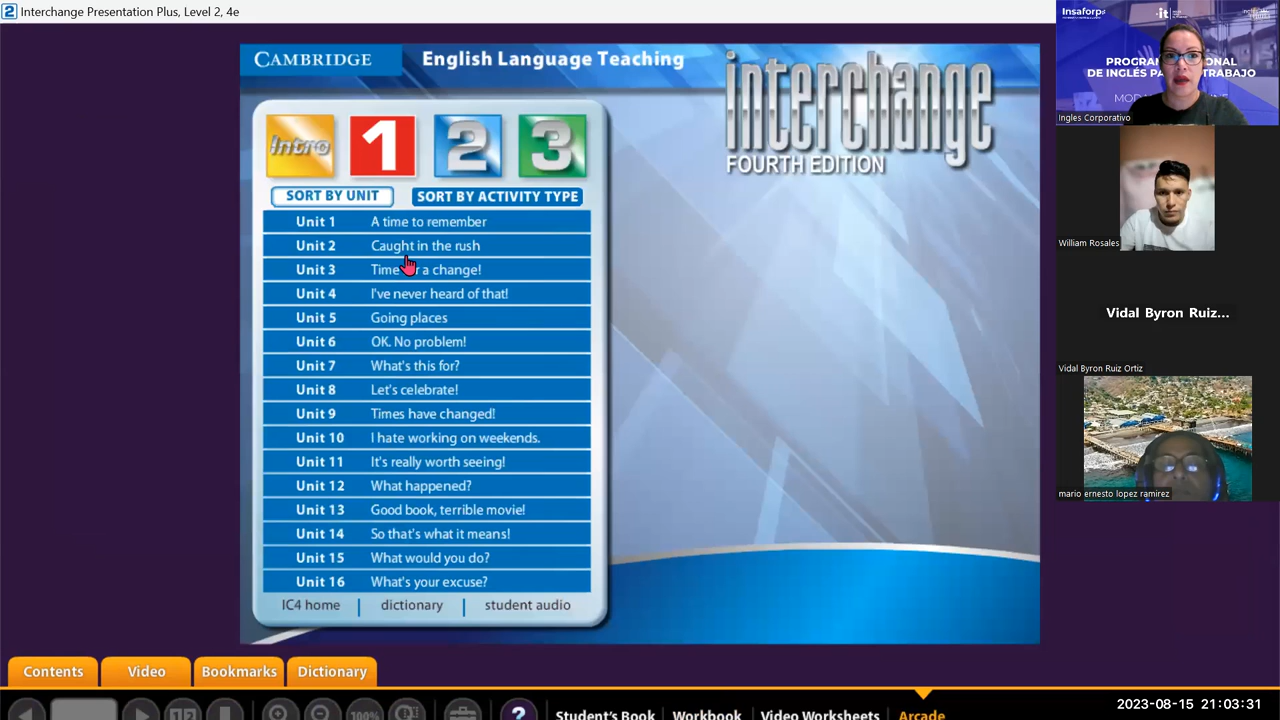 Interchange Presentation Plus, Level 2, 4e
CAMBRIDGE English Language Teaching
interchange
FOURTH EDITION
Intro 1 2 3
SORT BY UNIT SORT BY ACTIVITY TYPE
Unit 1 A time to remember
Unit 2 Caught in the rush
Unit 3 Time a change!
Unit 4 I've never heard of that!
Unit 5 Going places
Unit 6 OK. No problem!
Unit 7 What's this for?
Unit 8 Let's celebrate!
Unit 9 Times have changed!
Unit 10 I hate working on weekends.
Unit 11 It's really worth seeing!
Unit 12 What happened?
Unit 13 Good book, terrible movie!
Unit 14 So that's what it means!
Unit 15 What would you do?
Unit 16 What's your excuse?
IC4 home dictionary student audio
Contents Video Bookmarks Dictionary
100% ? Student's Book Workbook Video Worksheets Arcade
Insaforp it
Ingles Corporativo
William Rosales
Vidal Byron Ruiz...
Vidal Byron Ruiz Ortiz
mario ernesto lopez ramirez
2023-08-15 21:03:31